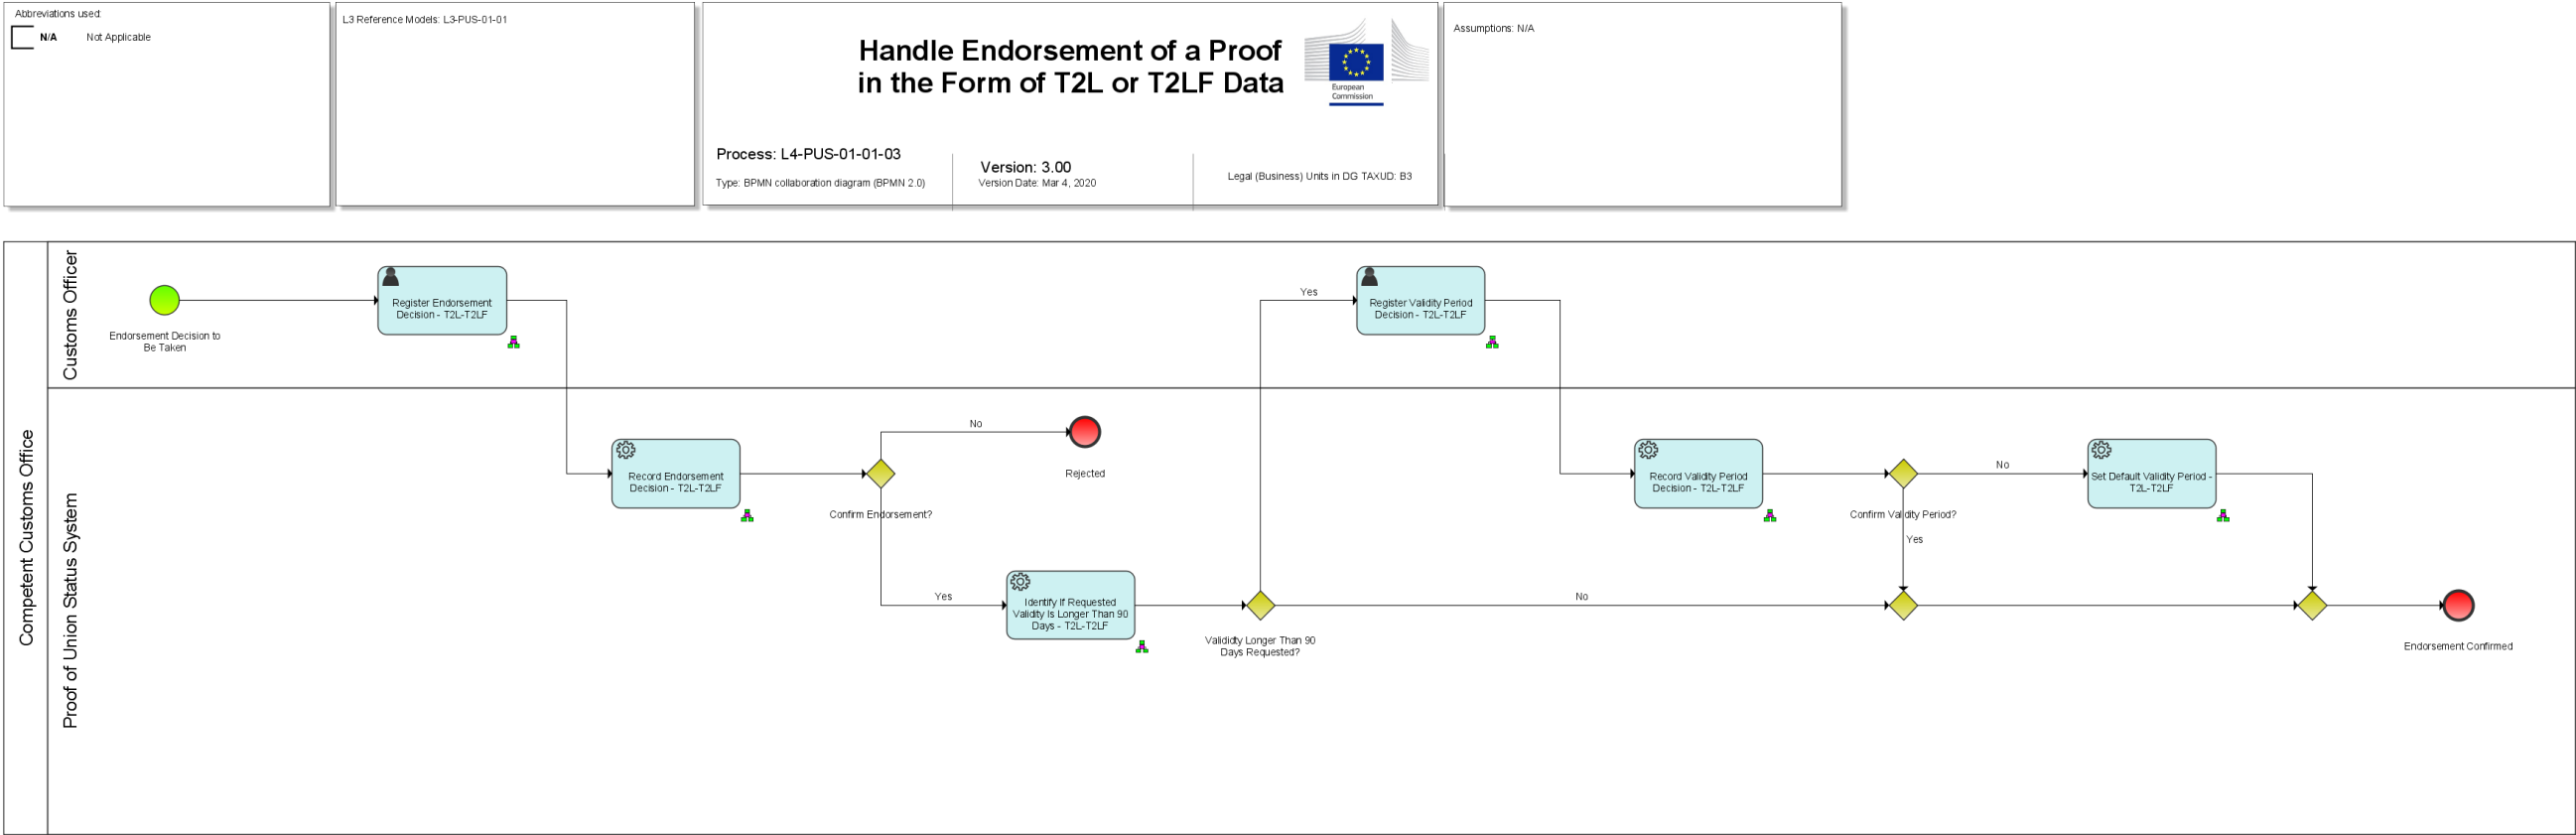 Abbreviations used:
N/A Not Applicable
L3 Reference Models: L3-PUS-01-01
Handle Endorsement of a Proof
in the Form of T2L or T2LF Data
European
Commission
Process: L4-PUS-01-01-03
Type: BPMN collaboration diagram (BPMN 2.0)
Version: 3.00
Version Date: Mar 4, 2020
Legal (Business) Units in DG TAXUD: B3
Assumptions: N/A
Competent Customs Office
Customs Officer
Endorsement Decision to
Be Taken
Register Endorsement
Decision - T2L-T2LF
Yes
Register Validity Period
Decision - T2L-T2LF
Proof of Union Status System
Record Endorsement
Decision - T2L-T2LF
Confirm Endorsement?
No
Rejected
Yes
Identify If Requested
Validity Is Longer Than 90
Days - T2L-T2LF
Valididty Longer Than 90
Days Requested?
No
Record Validity Period
Decision - T2L-T2LF
Confirm Validity Period?
No
Yes
Set Default Validity Period -
T2L-T2LF
Endorsement Confirmed